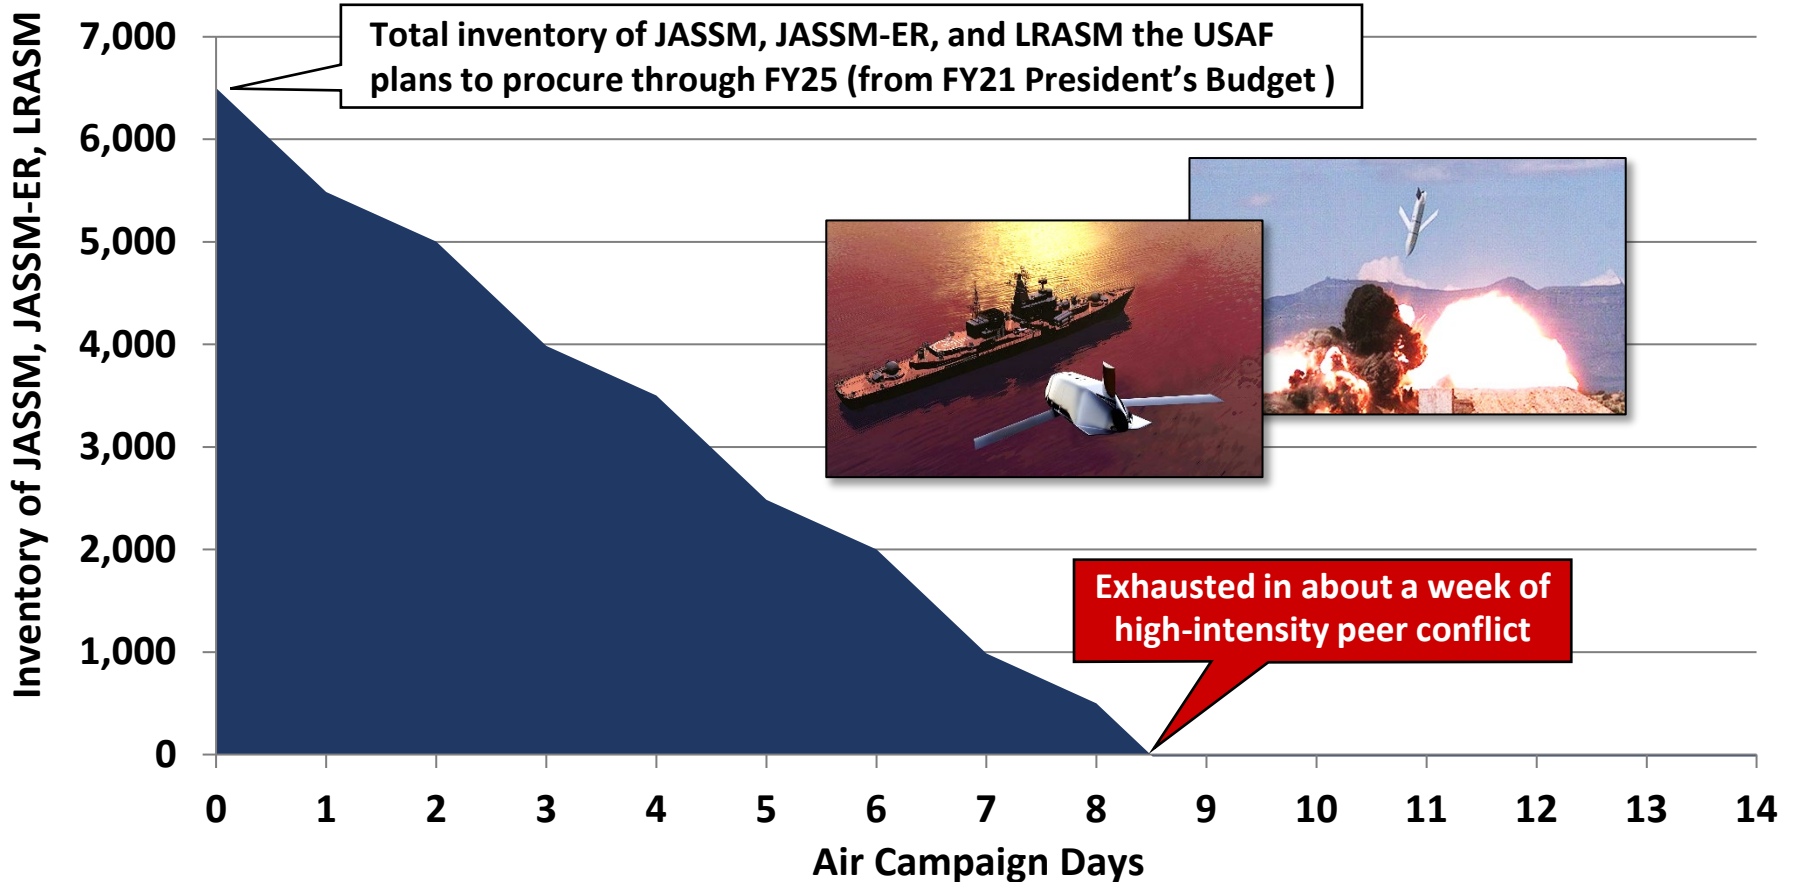 Total inventory of JASSM, JASSM-ER, and LRASM the USAF
plans to procure through FY25 (from FY21 President’s Budget )
Inventory of JASSM, JASSM-ER, LRASM
7,000
6,000
5,000
4,000
3,000
2,000
1,000
0
Exhausted in about a week of
high-intensity peer conflict
0 1 2 3 4 5 6 7 8 9 10 11 12 13 14
Air Campaign Days